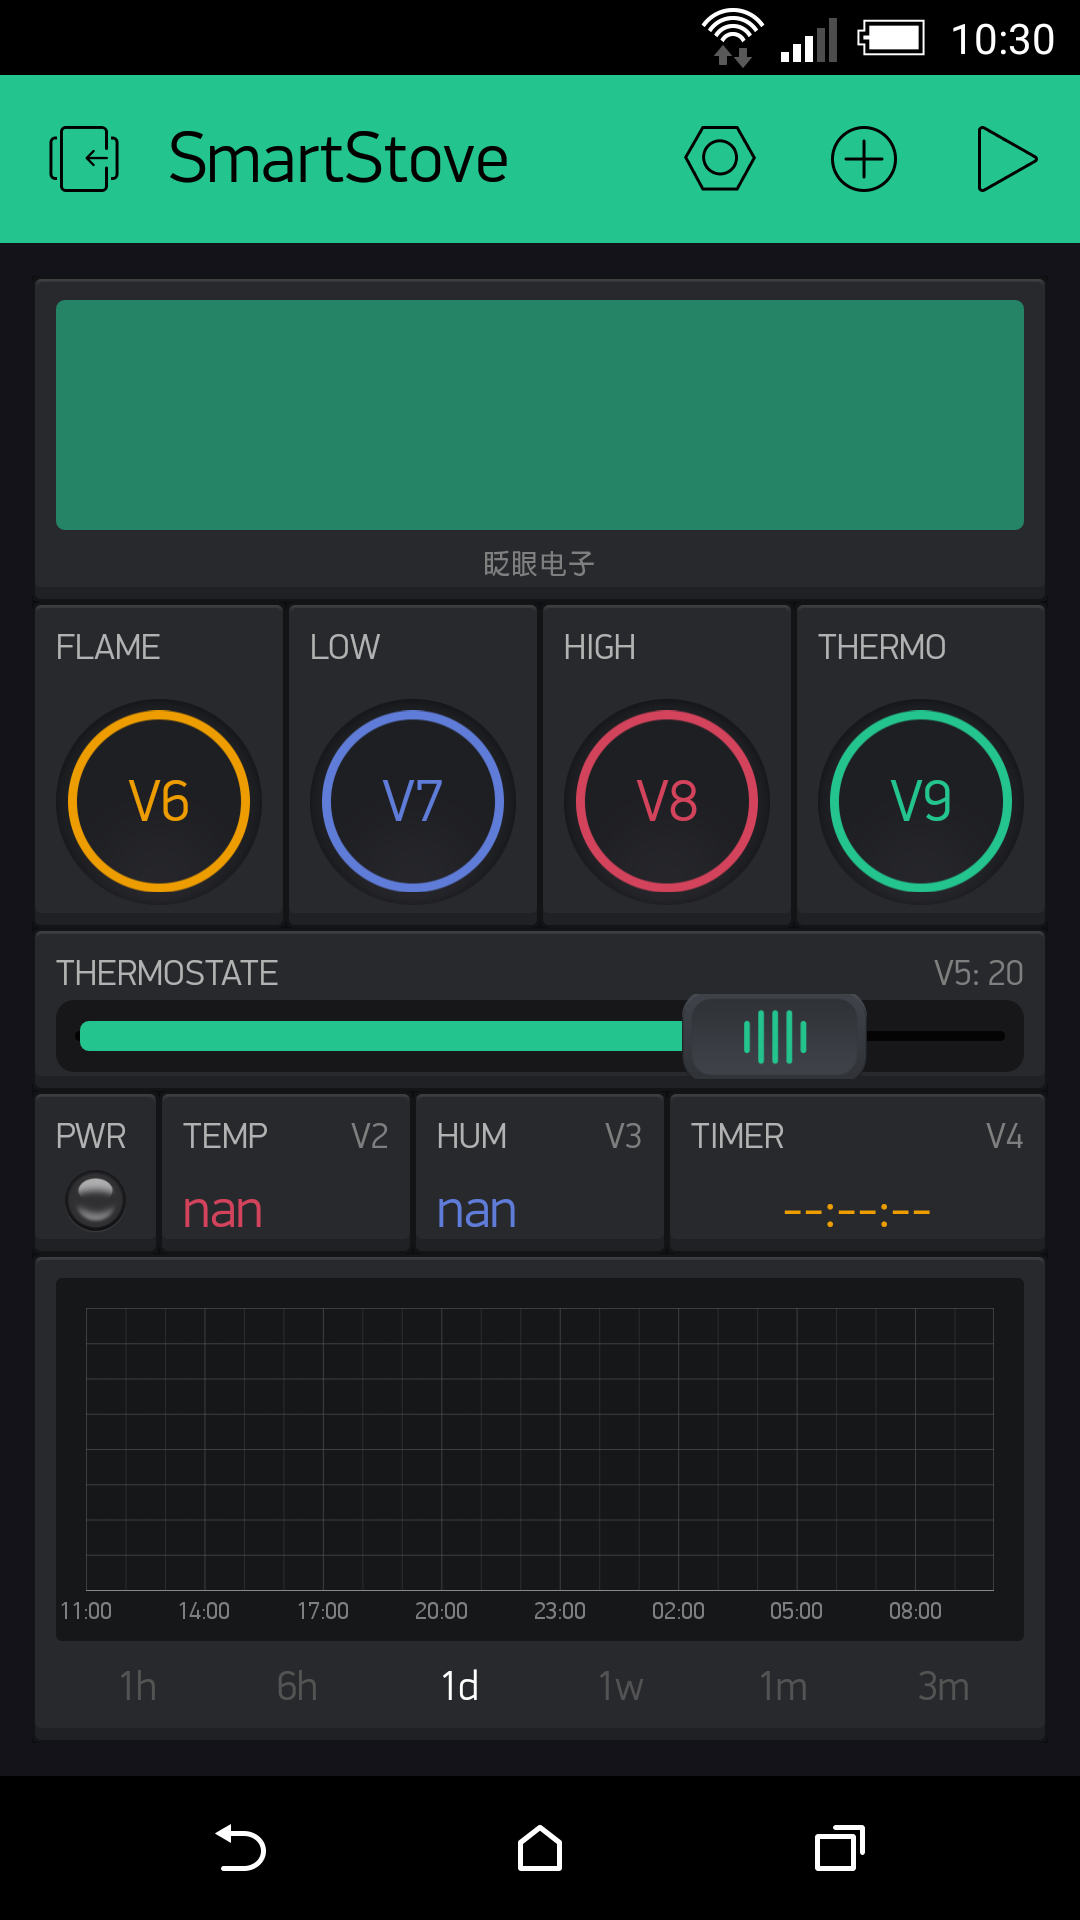 10:30
SmartStove
眨眼电子
FLAME LOW HIGH THERMO
V6 V7 V8 V9
THERMOSTATE V5: 20
PWR TEMP V2 HUM V3 TIMER V4
nan nan --:--:--
11:00 14:00 17:00 20:00 23:00 02:00 05:00 08:00
1h 6h 1d 1w 1m 3m